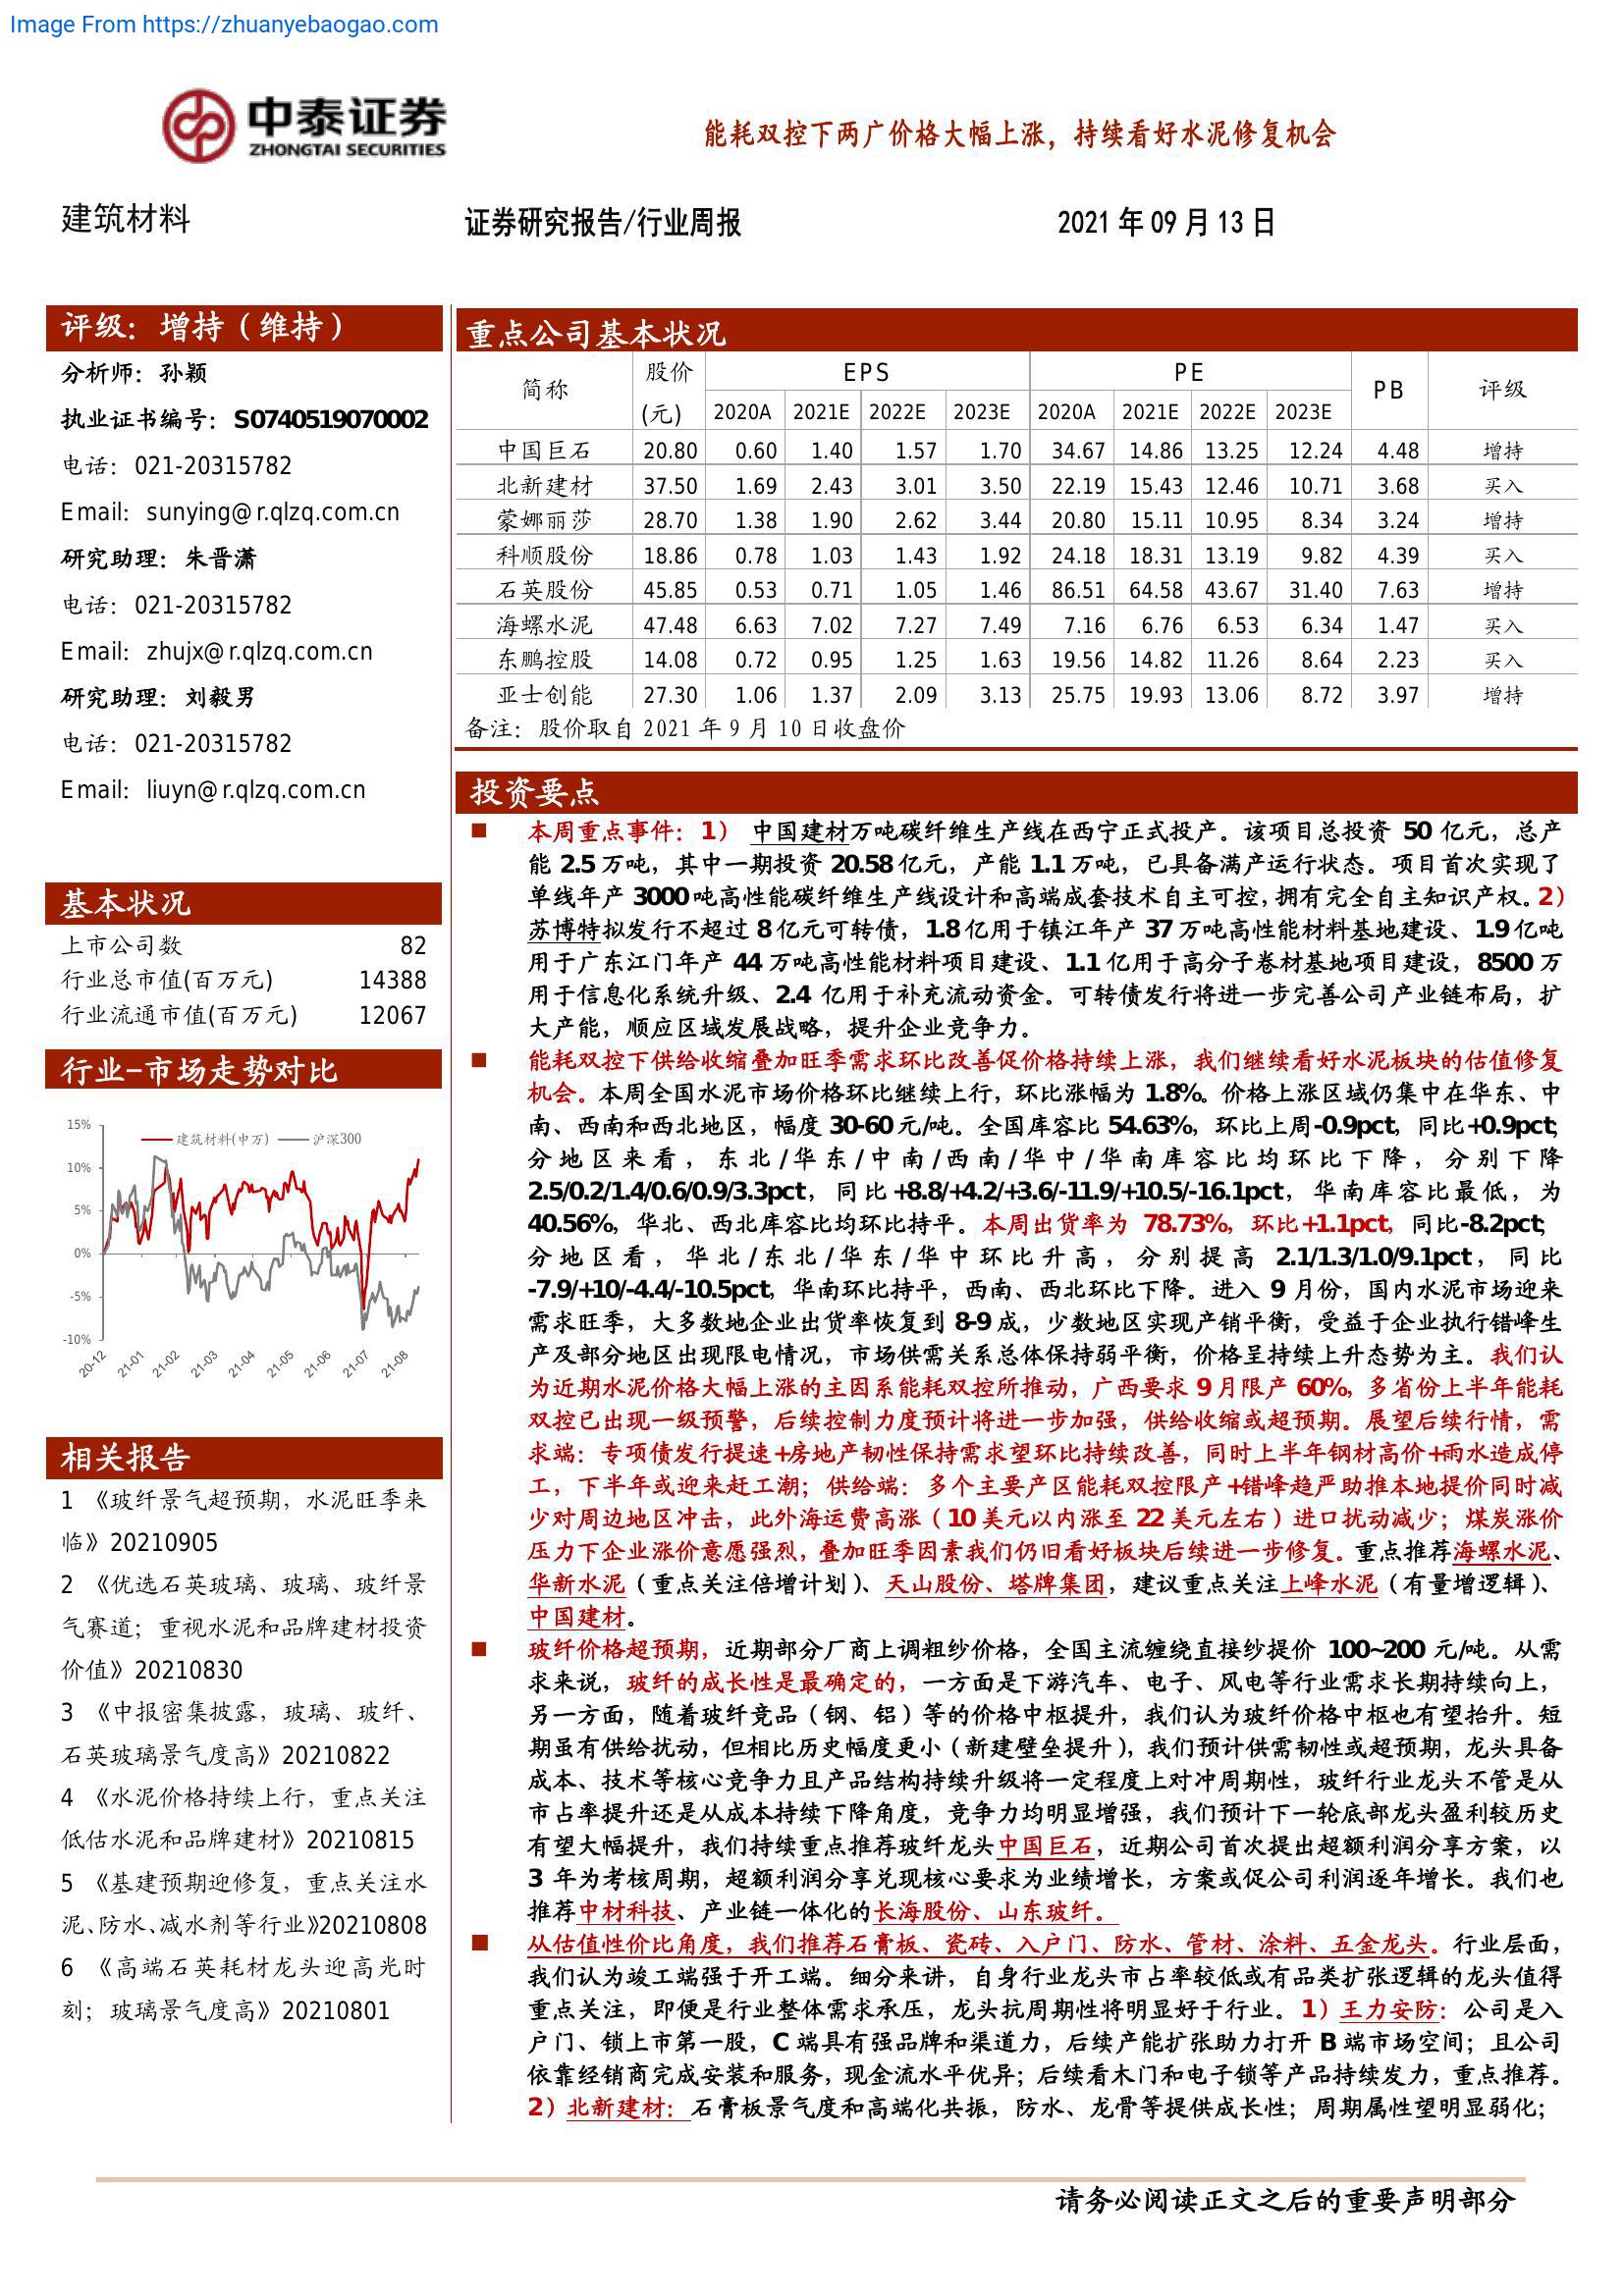 Image From https://zhuanyebaogao.com
中泰证券
ZHONGTAI SECURITIES
能耗双控下两广价格大幅上涨，持续看好水泥修复机会
建筑材料
证券研究报告/行业周报
2021 年 09 月 13 日
评级：增持（维持）
分析师：孙颖
执业证书编号：S0740519070002
电话：021-20315782
Email：sunying@r.qlzq.com.cn
研究助理：朱晋潇
电话：021-20315782
Email：zhujx@r.qlzq.com.cn
研究助理：刘毅男
电话：021-20315782
Email：liuyn@r.qlzq.com.cn
基本状况
上市公司数 82
行业总市值(百万元) 14388
行业流通市值(百万元) 12067
行业-市场走势对比
建筑材料(申万) 沪深300
15%
10%
5%
0%
-5%
-10%
20-12 21-01 21-02 21-03 21-04 21-05 21-06 21-07 21-08
相关报告
1 《玻纤景气超预期，水泥旺季来
临》20210905
2 《优选石英玻璃、玻璃、玻纤景
气赛道；重视水泥和品牌建材投资
价值》20210830
3 《中报密集披露，玻璃、玻纤、
石英玻璃景气度高》20210822
4 《水泥价格持续上行，重点关注
低估水泥和品牌建材》20210815
5 《基建预期迎修复，重点关注水
泥、防水、减水剂等行业》20210808
6 《高端石英耗材龙头迎高光时
刻；玻璃景气度高》20210801
重点公司基本状况
简称 股价(元) EPS PE PB 评级
2020A 2021E 2022E 2023E 2020A 2021E 2022E 2023E
中国巨石 20.80 0.60 1.40 1.57 1.70 34.67 14.86 13.25 12.24 4.48 增持
北新建材 37.50 1.69 2.43 3.01 3.50 22.19 15.43 12.46 10.71 3.68 买入
蒙娜丽莎 28.70 1.38 1.90 2.62 3.44 20.80 15.11 10.95 8.34 3.24 增持
科顺股份 18.86 0.78 1.03 1.43 1.92 24.18 18.31 13.19 9.82 4.39 买入
石英股份 45.85 0.53 0.71 1.05 1.46 86.51 64.58 43.67 31.40 7.63 增持
海螺水泥 47.48 6.63 7.02 7.27 7.49 7.16 6.76 6.53 6.34 1.47 买入
东鹏控股 14.08 0.72 0.95 1.25 1.63 19.56 14.82 11.26 8.64 2.23 买入
亚士创能 27.30 1.06 1.37 2.09 3.13 25.75 19.93 13.06 8.72 3.97 增持
备注：股价取自 2021 年 9 月 10 日收盘价
投资要点
■ 本周重点事件：1） 中国建材万吨碳纤维生产线在西宁正式投产。该项目总投资 50 亿元，总产
能 2.5 万吨，其中一期投资 20.58 亿元，产能 1.1 万吨，已具备满产运行状态。项目首次实现了
单线年产 3000 吨高性能碳纤维生产线设计和高端成套技术自主可控，拥有完全自主知识产权。2）
苏博特拟发行不超过 8 亿元可转债，1.8 亿用于镇江年产 37 万吨高性能材料基地建设、1.9 亿吨
用于广东江门年产 44 万吨高性能材料项目建设、1.1 亿用于高分子卷材基地项目建设，8500 万
用于信息化系统升级、2.4 亿用于补充流动资金。可转债发行将进一步完善公司产业链布局，扩
大产能，顺应区域发展战略，提升企业竞争力。
■ 能耗双控下供给收缩叠加旺季需求环比改善促价格持续上涨，我们继续看好水泥板块的估值修复
机会。本周全国水泥市场价格环比继续上行，环比涨幅为 1.8%。价格上涨区域仍集中在华东、中
南、西南和西北地区，幅度 30-60 元/吨。全国库容比 54.63%，环比上周-0.9pct，同比+0.9pct；
分地区来看，东北/华东/中南/西南/华中/华南库容比均环比下降，分别下降
2.5/0.2/1.4/0.6/0.9/3.3pct，同比+8.8/+4.2/+3.6/-11.9/+10.5/-16.1pct，华南库容比最低，为
40.56%，华北、西北库容比均环比持平。本周出货率为 78.73%，环比+1.1pct，同比-8.2pct；
分地区看，华北/东北/华东/华中环比升高，分别提高 2.1/1.3/1.0/9.1pct，同比
-7.9/+10/-4.4/-10.5pct，华南环比持平，西南、西北环比下降。进入 9 月份，国内水泥市场迎来
需求旺季，大多数地企业出货率恢复到 8-9 成，少数地区实现产销平衡，受益于企业执行错峰生
产及部分地区出现限电情况，市场供需关系总体保持弱平衡，价格呈持续上升态势为主。我们认
为近期水泥价格大幅上涨的主因系能耗双控所推动，广西要求 9 月限产 60%，多省份上半年能耗
双控已出现一级预警，后续控制力度预计将进一步加强，供给收缩或超预期。展望后续行情，需
求端：专项债发行提速+房地产韧性保持需求望环比持续改善，同时上半年钢材高价+雨水造成停
工，下半年或迎来赶工潮；供给端：多个主要产区能耗双控限产+错峰趋严助推本地提价同时减
少对周边地区冲击，此外海运费高涨（10 美元以内涨至 22 美元左右）进口扰动减少；煤炭涨价
压力下企业涨价意愿强烈，叠加旺季因素我们仍旧看好板块后续进一步修复。重点推荐海螺水泥、
华新水泥（重点关注倍增计划）、天山股份、塔牌集团，建议重点关注上峰水泥（有量增逻辑）、
中国建材。
■ 玻纤价格超预期，近期部分厂商上调粗纱价格，全国主流缠绕直接纱提价 100~200 元/吨。从需
求来说，玻纤的成长性是最确定的，一方面是下游汽车、电子、风电等行业需求长期持续向上，
另一方面，随着玻纤竞品（钢、铝）等的价格中枢提升，我们认为玻纤价格中枢也有望抬升。短
期虽有供给扰动，但相比历史幅度更小（新建壁垒提升），我们预计供需韧性或超预期，龙头具备
成本、技术等核心竞争力且产品结构持续升级将一定程度上对冲周期性，玻纤行业龙头不管是从
市占率提升还是从成本持续下降角度，竞争力均明显增强，我们预计下一轮底部龙头盈利较历史
有望大幅提升，我们持续重点推荐玻纤龙头中国巨石，近期公司首次提出超额利润分享方案，以
3 年为考核周期，超额利润分享兑现核心要求为业绩增长，方案或促公司利润逐年增长。我们也
推荐中材科技、产业链一体化的长海股份、山东玻纤。
■ 从估值性价比角度，我们推荐石膏板、瓷砖、入户门、防水、管材、涂料、五金龙头。行业层面，
我们认为竣工端强于开工端。细分来讲，自身行业龙头市占率较低或有品类扩张逻辑的龙头值得
重点关注，即便是行业整体需求承压，龙头抗周期性将明显好于行业。1）王力安防：公司是入
户门、锁上市第一股，C 端具有强品牌和渠道力，后续产能扩张助力打开 B 端市场空间；且公司
依靠经销商完成安装和服务，现金流水平优异；后续看木门和电子锁等产品持续发力，重点推荐。
2）北新建材：石膏板景气度和高端化共振，防水、龙骨等提供成长性；周期属性望明显弱化；
请务必阅读正文之后的重要声明部分